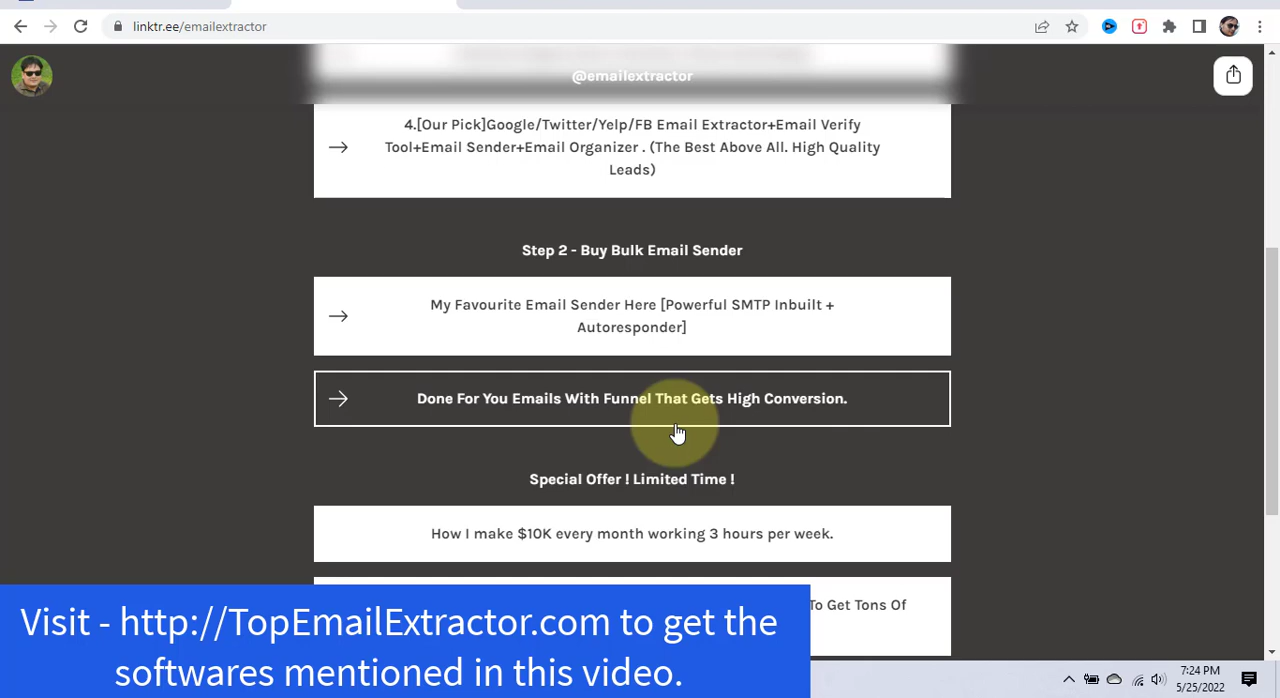 linktr.ee/emailextractor
@emailextractor
4.[Our Pick]Google/Twitter/Yelp/FB Email Extractor+Email Verify
Tool+Email Sender+Email Organizer . (The Best Above All. High Quality
Leads)
Step 2 - Buy Bulk Email Sender
My Favourite Email Sender Here [Powerful SMTP Inbuilt +
Autoresponder]
Done For You Emails With Funnel That Gets High Conversion.
Special Offer ! Limited Time !
How I make $10K every month working 3 hours per week.
To Get Tons Of
Visit - http://TopEmailExtractor.com to get the
softwares mentioned in this video.
7:24 PM
5/25/2022